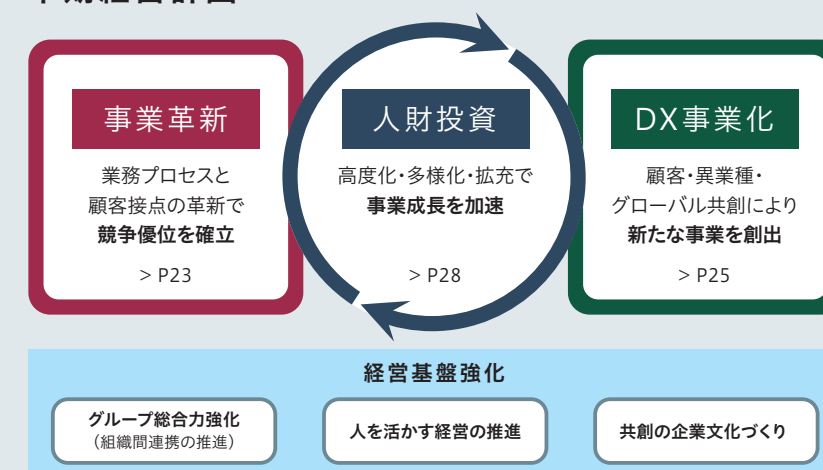 事業革新
業務プロセスと
顧客接点の革新で
競争優位を確立
> P23
人財投資
高度化・多様化・拡充で
事業成長を加速
> P28
DX事業化
顧客・異業種・
グローバル共創により
新たな事業を創出
> P25
経営基盤強化
グループ総合力強化
（組織間連携の推進）
人を活かす経営の推進
共創の企業文化づくり